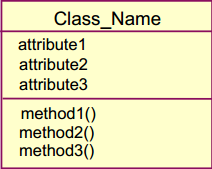 Class_Name
attribute1
attribute2
attribute3
method1()
method2()
method3()